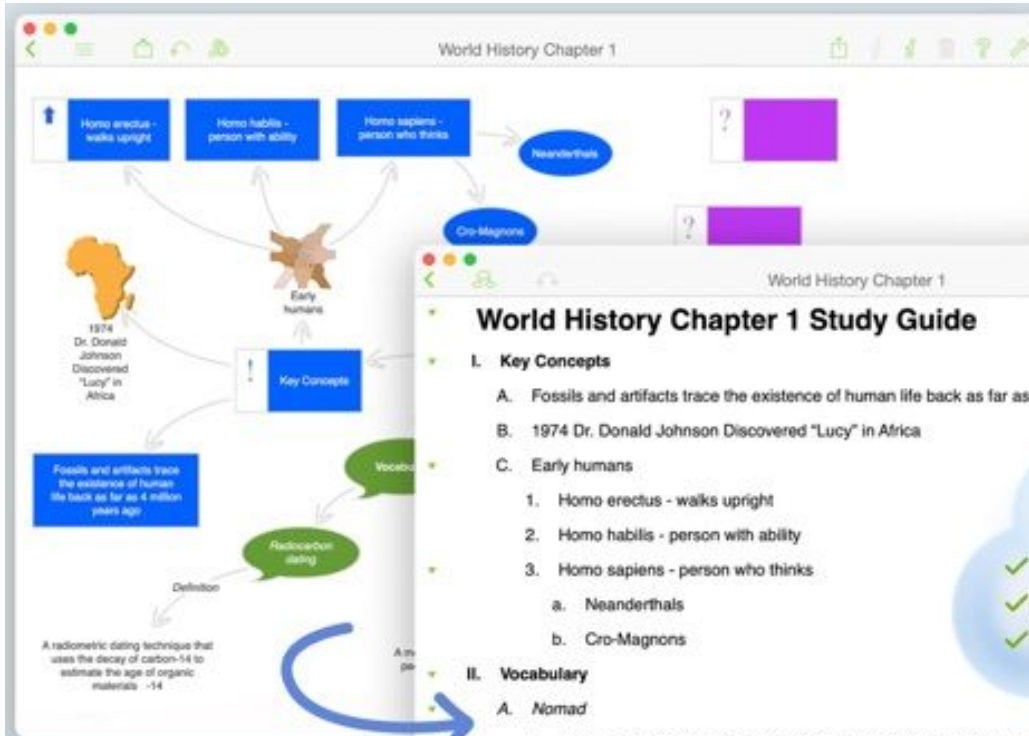 World History Chapter 1
Homo erectus -
walks upright
Homo habilis -
person with ability
Homo sapiens -
person who thinks
Neanderthals
?
Cro-Magnons
?
Early
humans
1974
Dr. Donald
Johnson
Discovered
"Lucy" in
Africa
!
Key Concepts
Fossils and artifacts trace
the existence of human
life back as far as 4 million
years ago
Radiocarbon
dating
Definition
A radiometric dating technique that
uses the decay of carbon-14 to
estimate the age of organic
materials -14
World History Chapter 1
World History Chapter 1 Study Guide
I. Key Concepts
A. Fossils and artifacts trace the existence of human life back as far as
B. 1974 Dr. Donald Johnson Discovered “Lucy” in Africa
C. Early humans
1. Homo erectus - walks upright
2. Homo habilis - person with ability
3. Homo sapiens - person who thinks
a. Neanderthals
b. Cro-Magnons
II. Vocabulary
A. Nomad